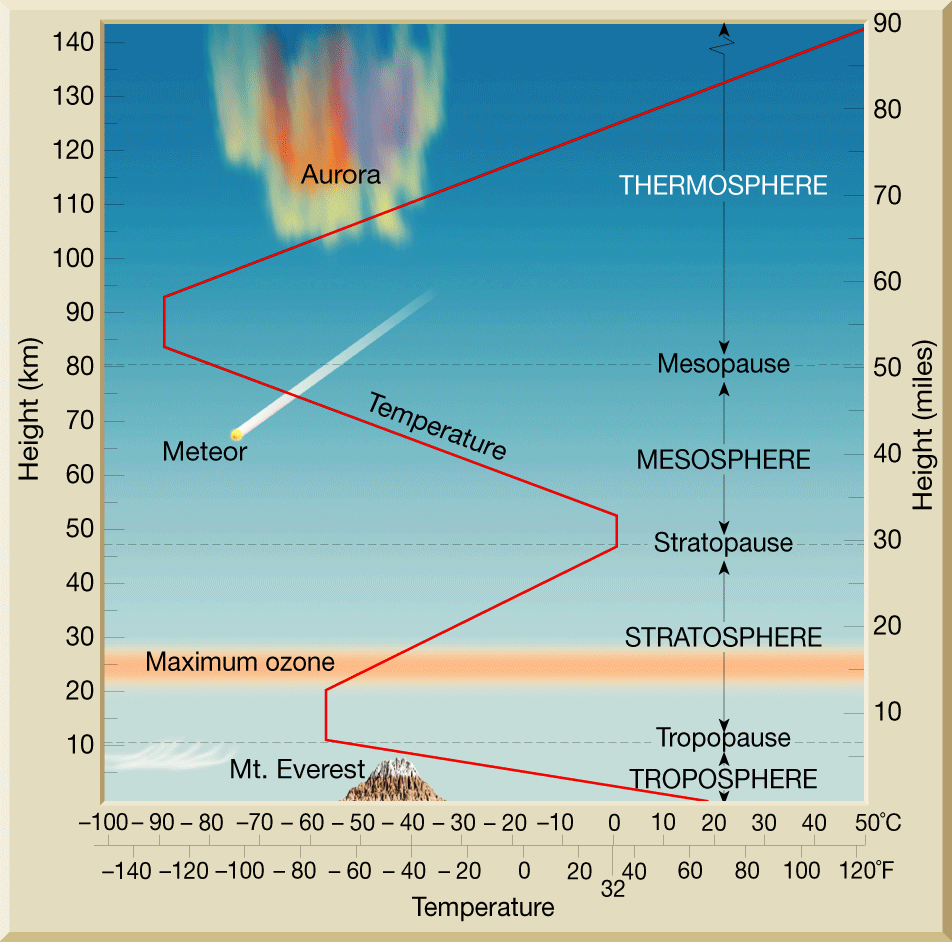 90
140
130
80
120
Aurora
THERMOSPHERE
110
70
100
60
90
80
Mesopause
50
Height (km)
Height (miles)
70
Temperature
Meteor
40
MESOSPHERE
60
50
Stratopause
30
40
30
STRATOSPHERE
20
Maximum ozone
20
10
10
Tropopause
Mt. Everest
TROPOSPHERE
–100 – 90 – 80 –70 – 60 – 50 – 40 – 30 – 20 –10 0 10 20 30 40 50°C
–140 –120 –100 – 80 – 60 – 40 – 20 0 20 40 60 80 100 120°F
32
Temperature